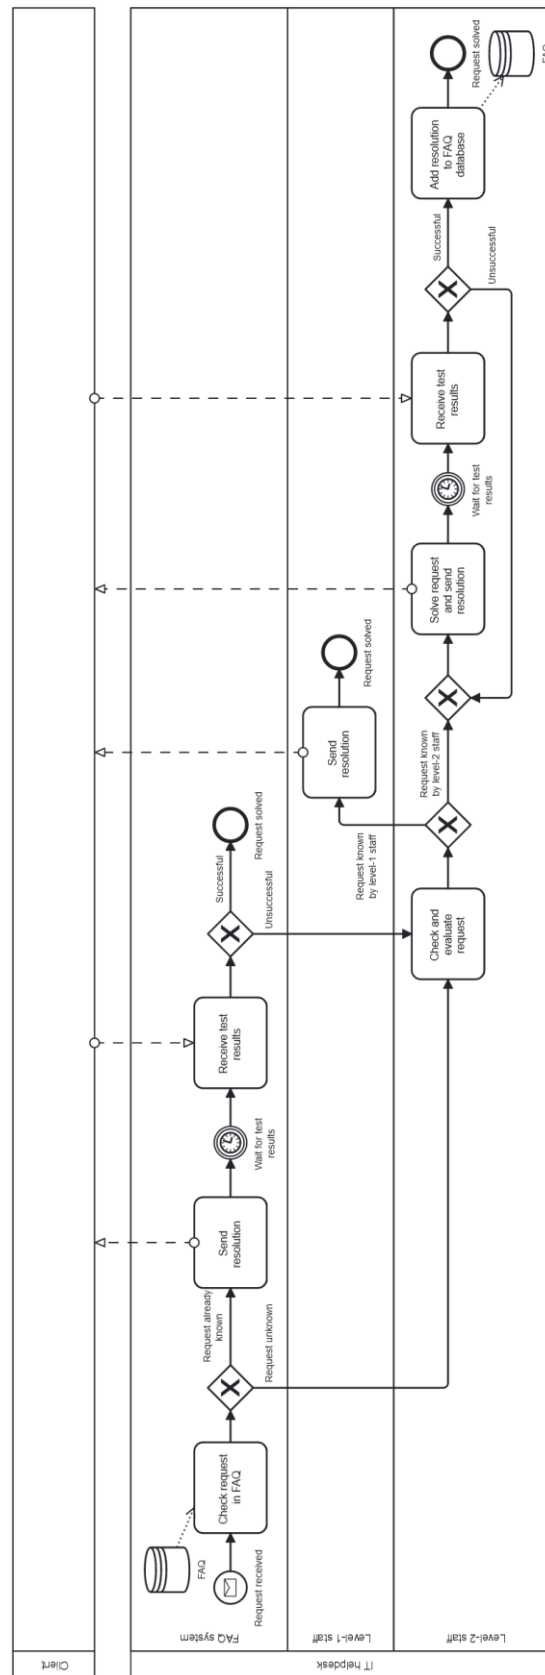 Client
IT helpdesk
FAQ system
Level-1 staff
Level-2 staff
Request received
FAQ
Check request
in FAQ
Request already
known
Request unknown
Send
resolution
Wait for test
results
Receive test
results
Successful
Unsuccessful
Request solved
Check and
evaluate
request
Request known
by level-1 staff
Send
resolution
Request solved
Request known
by level-2 staff
Solve request
and send
resolution
Wait for test
results
Receive test
results
Successful
Unsuccessful
Add resolution
to FAQ
database
Request solved